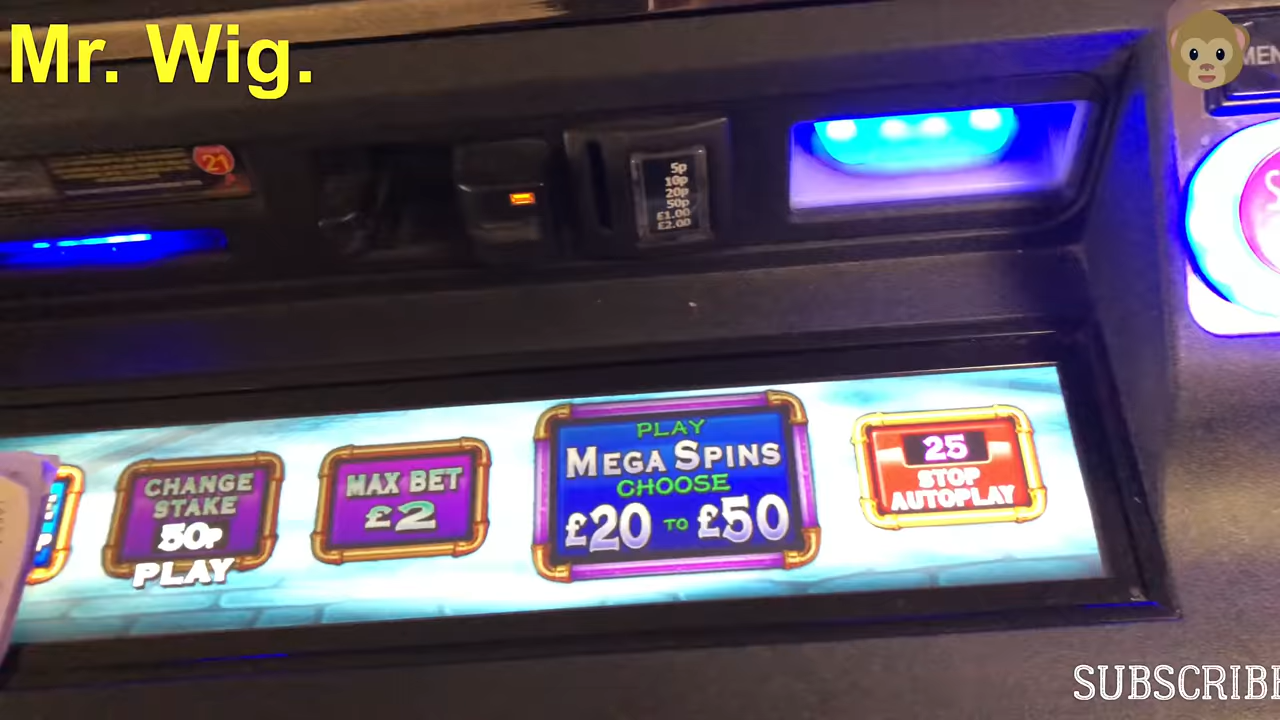 Mr. Wig.
MEN
21
5p
10p
20p
50p
£1.00
£2.00
CHANGE
STAKE
50p
PLAY
MAX BET
£2
PLAY
MEGA SPINS
CHOOSE
£20 TO £50
25
STOP
AUTOPLAY
P
SUBSCRIBE